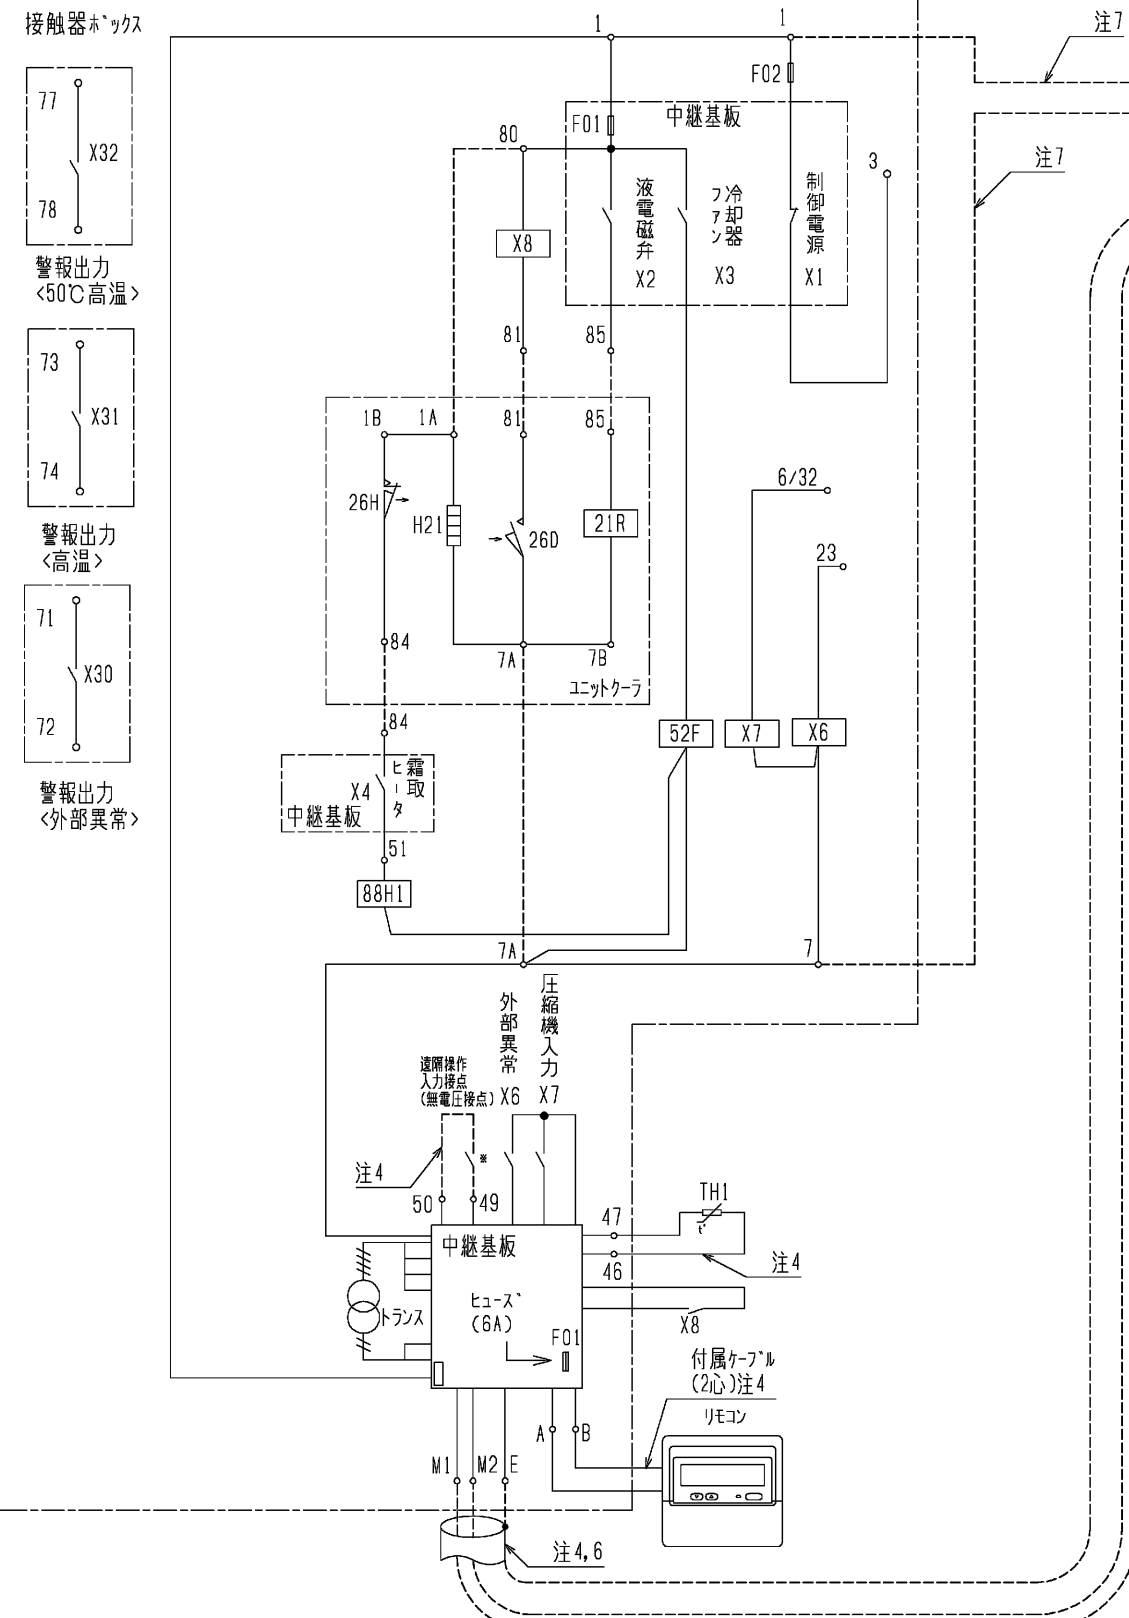 接触器ボックス
77
X32
78
警報出力
<50℃高温>
73
X31
74
警報出力
<高温>
71
X30
72
警報出力
<外部異常>
1
1
注7
F02
F01
中継基板
80
3
注7
液電磁弁
X2
冷却器
ファン
X3
制御電源
X1
X8
81
85
1B
1A
81
85
6/32
26H
H21
26D
21R
23
84
7A
7B
ユニットクーラ
84
52F
X7
X6
X4
霜取
ヒータ
中継基板
51
88H1
7A
7
外部異常
X6
圧縮機入力
X7
遠隔操作
入力接点
(無電圧接点)
※
注4
50
49
TH1
t°
47
46
注4
中継基板
トランス
ヒューズ
(6A)
F01
X8
付属ケーブル
(2心)注4
リモコン
A
B
M1
M2
E
注4,6